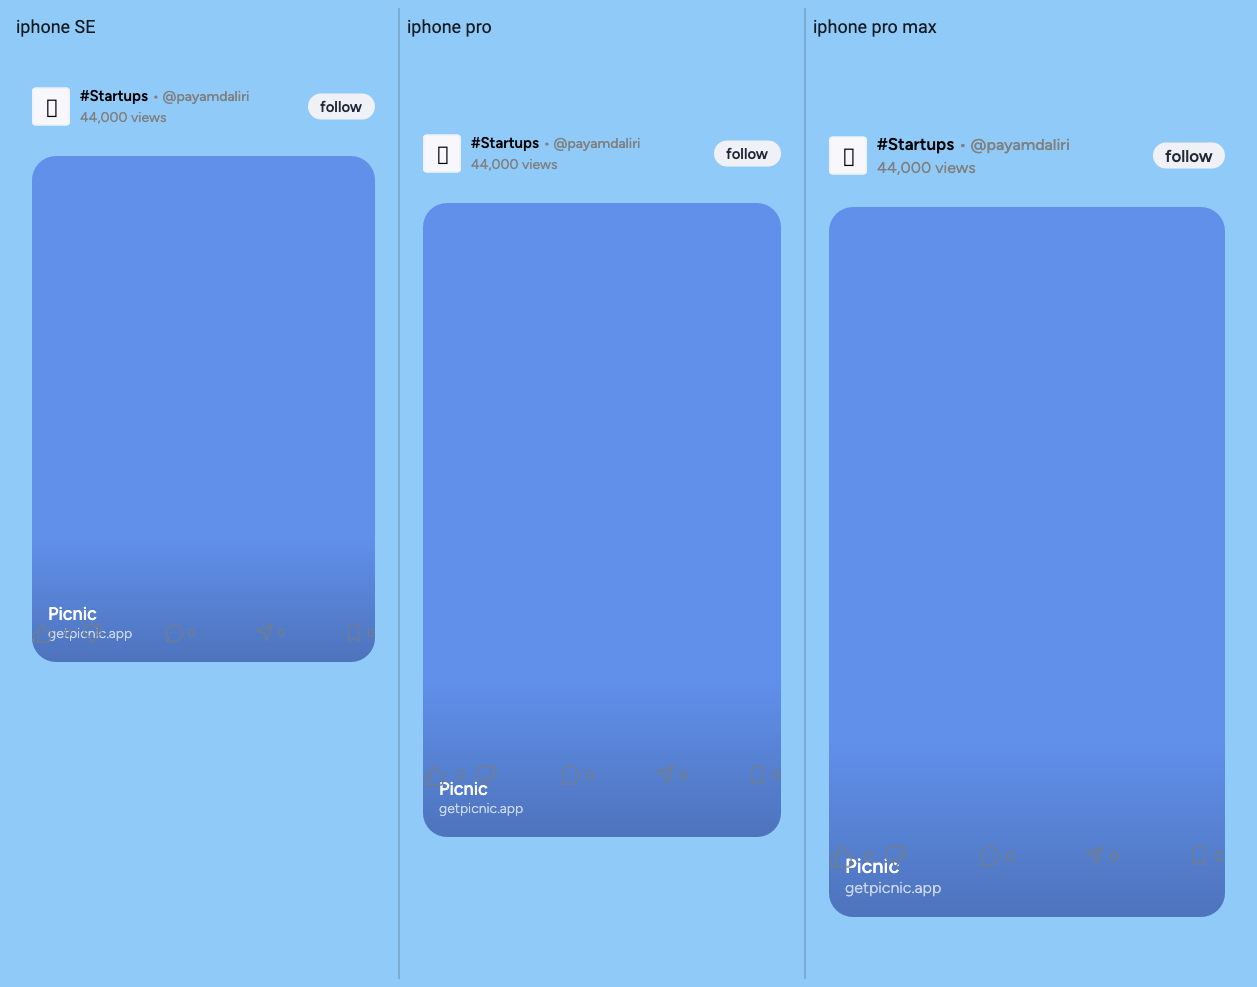 iphone SE
#Startups • @payamdaliri
44,000 views
follow
Picnic
getpicnic.app
iphone pro
#Startups • @payamdaliri
44,000 views
follow
Picnic
getpicnic.app
iphone pro max
#Startups • @payamdaliri
44,000 views
follow
Picnic
getpicnic.app